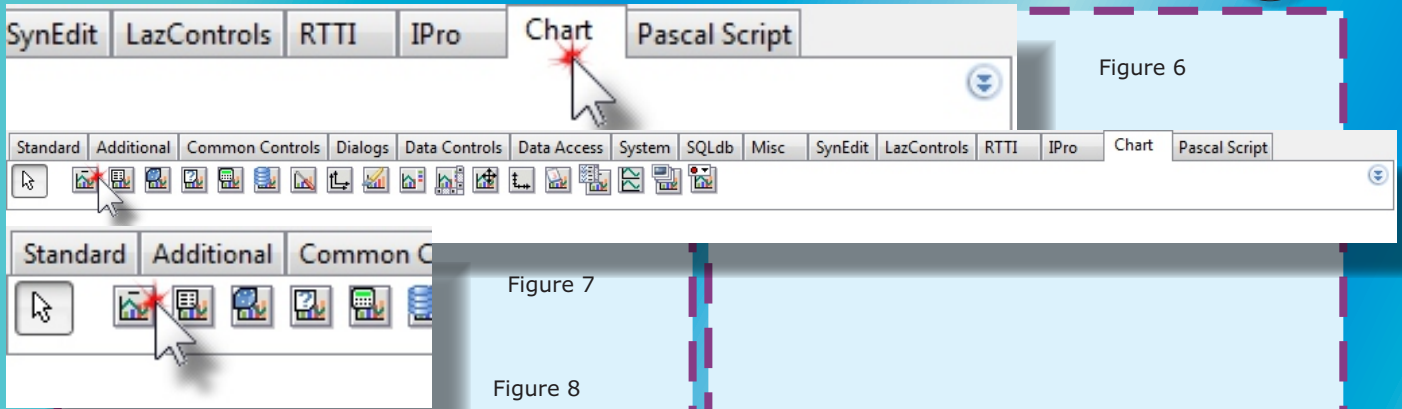 SynEdit LazControls RTTI IPro Chart Pascal Script
Figure 6
Standard Additional Common Controls Dialogs Data Controls Data Access System SQLdb Misc SynEdit LazControls RTTI IPro Chart Pascal Script
Standard Additional Common C
Figure 7
Figure 8